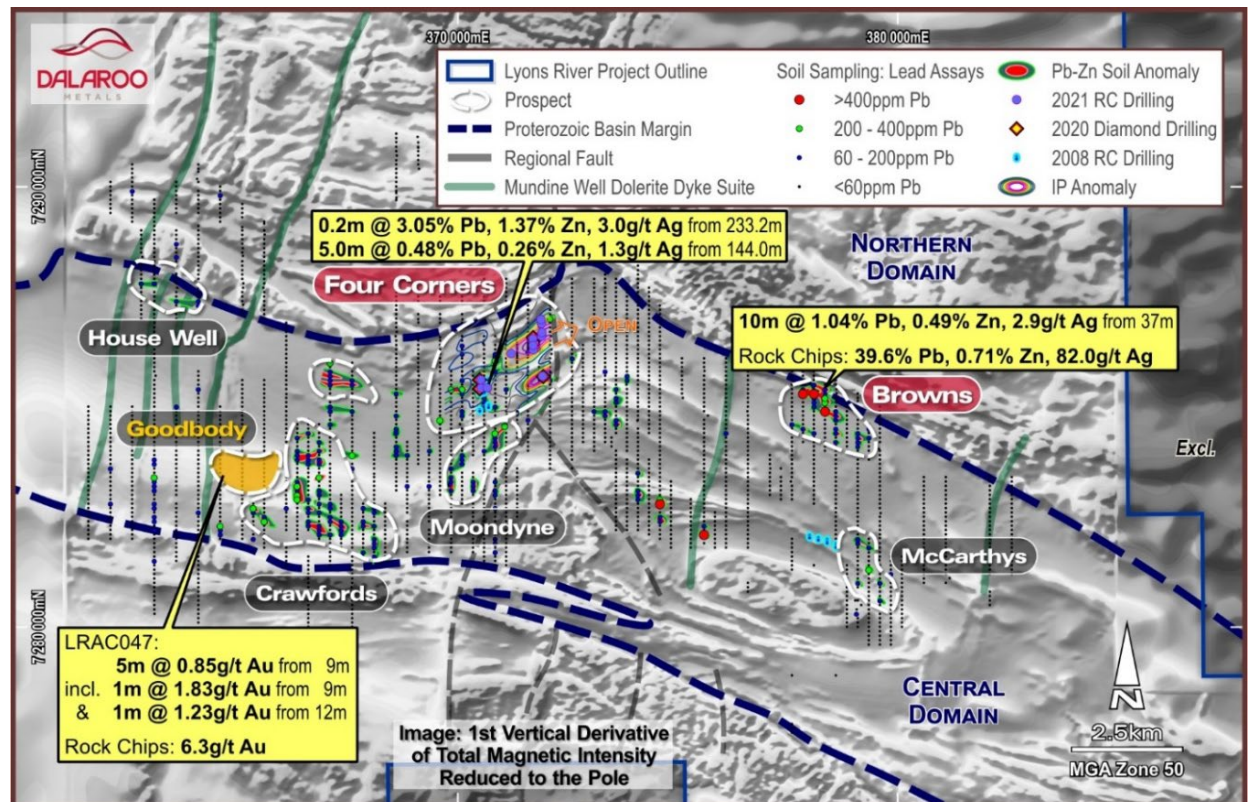 DALAROO
METALS
370 000mE
380 000mE
7 290 000mN
7 280 000mN
Lyons River Project Outline
Prospect
Proterozoic Basin Margin
Regional Fault
Mundine Well Dolerite Dyke Suite
Soil Sampling: Lead Assays
>400ppm Pb
200 - 400ppm Pb
60 - 200ppm Pb
<60ppm Pb
Pb-Zn Soil Anomaly
2021 RC Drilling
2020 Diamond Drilling
2008 RC Drilling
IP Anomaly
0.2m @ 3.05% Pb, 1.37% Zn, 3.0g/t Ag from 233.2m
5.0m @ 0.48% Pb, 0.26% Zn, 1.3g/t Ag from 144.0m
NORTHERN
DOMAIN
Four Corners
OPEN
House Well
10m @ 1.04% Pb, 0.49% Zn, 2.9g/t Ag from 37m
Rock Chips: 39.6% Pb, 0.71% Zn, 82.0g/t Ag
Browns
Goodbody
Excl.
Moondyne
McCarthys
Crawfords
LRAC047:
5m @ 0.85g/t Au from 9m
incl. 1m @ 1.83g/t Au from 9m
& 1m @ 1.23g/t Au from 12m
Rock Chips: 6.3g/t Au
CENTRAL
DOMAIN
Image: 1st Vertical Derivative
of Total Magnetic Intensity
Reduced to the Pole
N
2.5km
MGA Zone 50